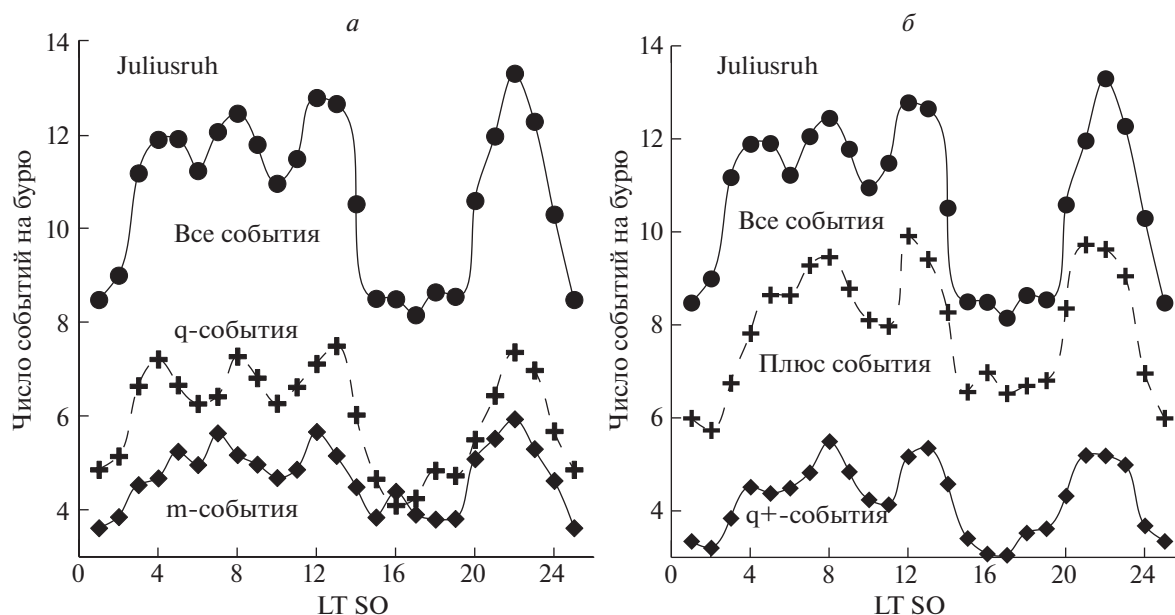 а
14
Juliusruh
12
10
8
6
4
Число событий на бурю
Все события
q-события
m-события
0 4 8 12 16 20 24
LT SO
б
14
Juliusruh
12
10
8
6
4
Число событий на бурю
Все события
Плюс события
q+-события
0 4 8 12 16 20 24
LT SO